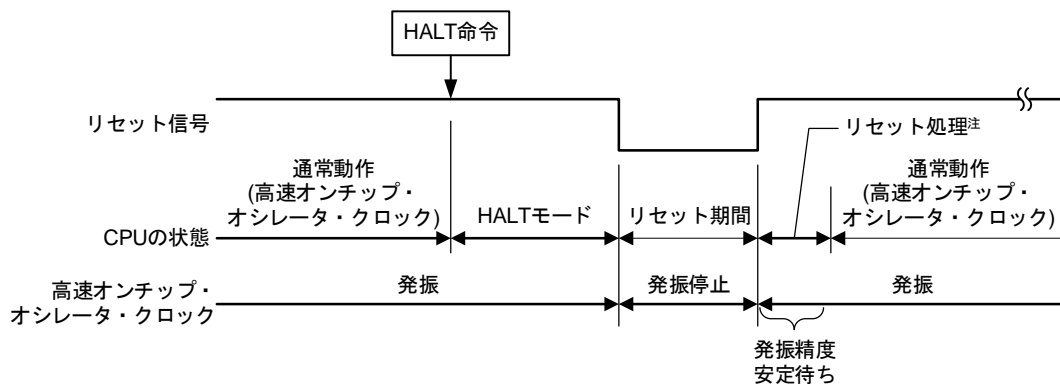 HALT命令
リセット信号
リセット処理注
通常動作
(高速オンチップ・
オシレータ・クロック)
HALTモード
リセット期間
通常動作
(高速オンチップ・
オシレータ・クロック)
CPUの状態
高速オンチップ・
オシレータ・クロック
発振
発振停止
発振
発振精度
安定待ち